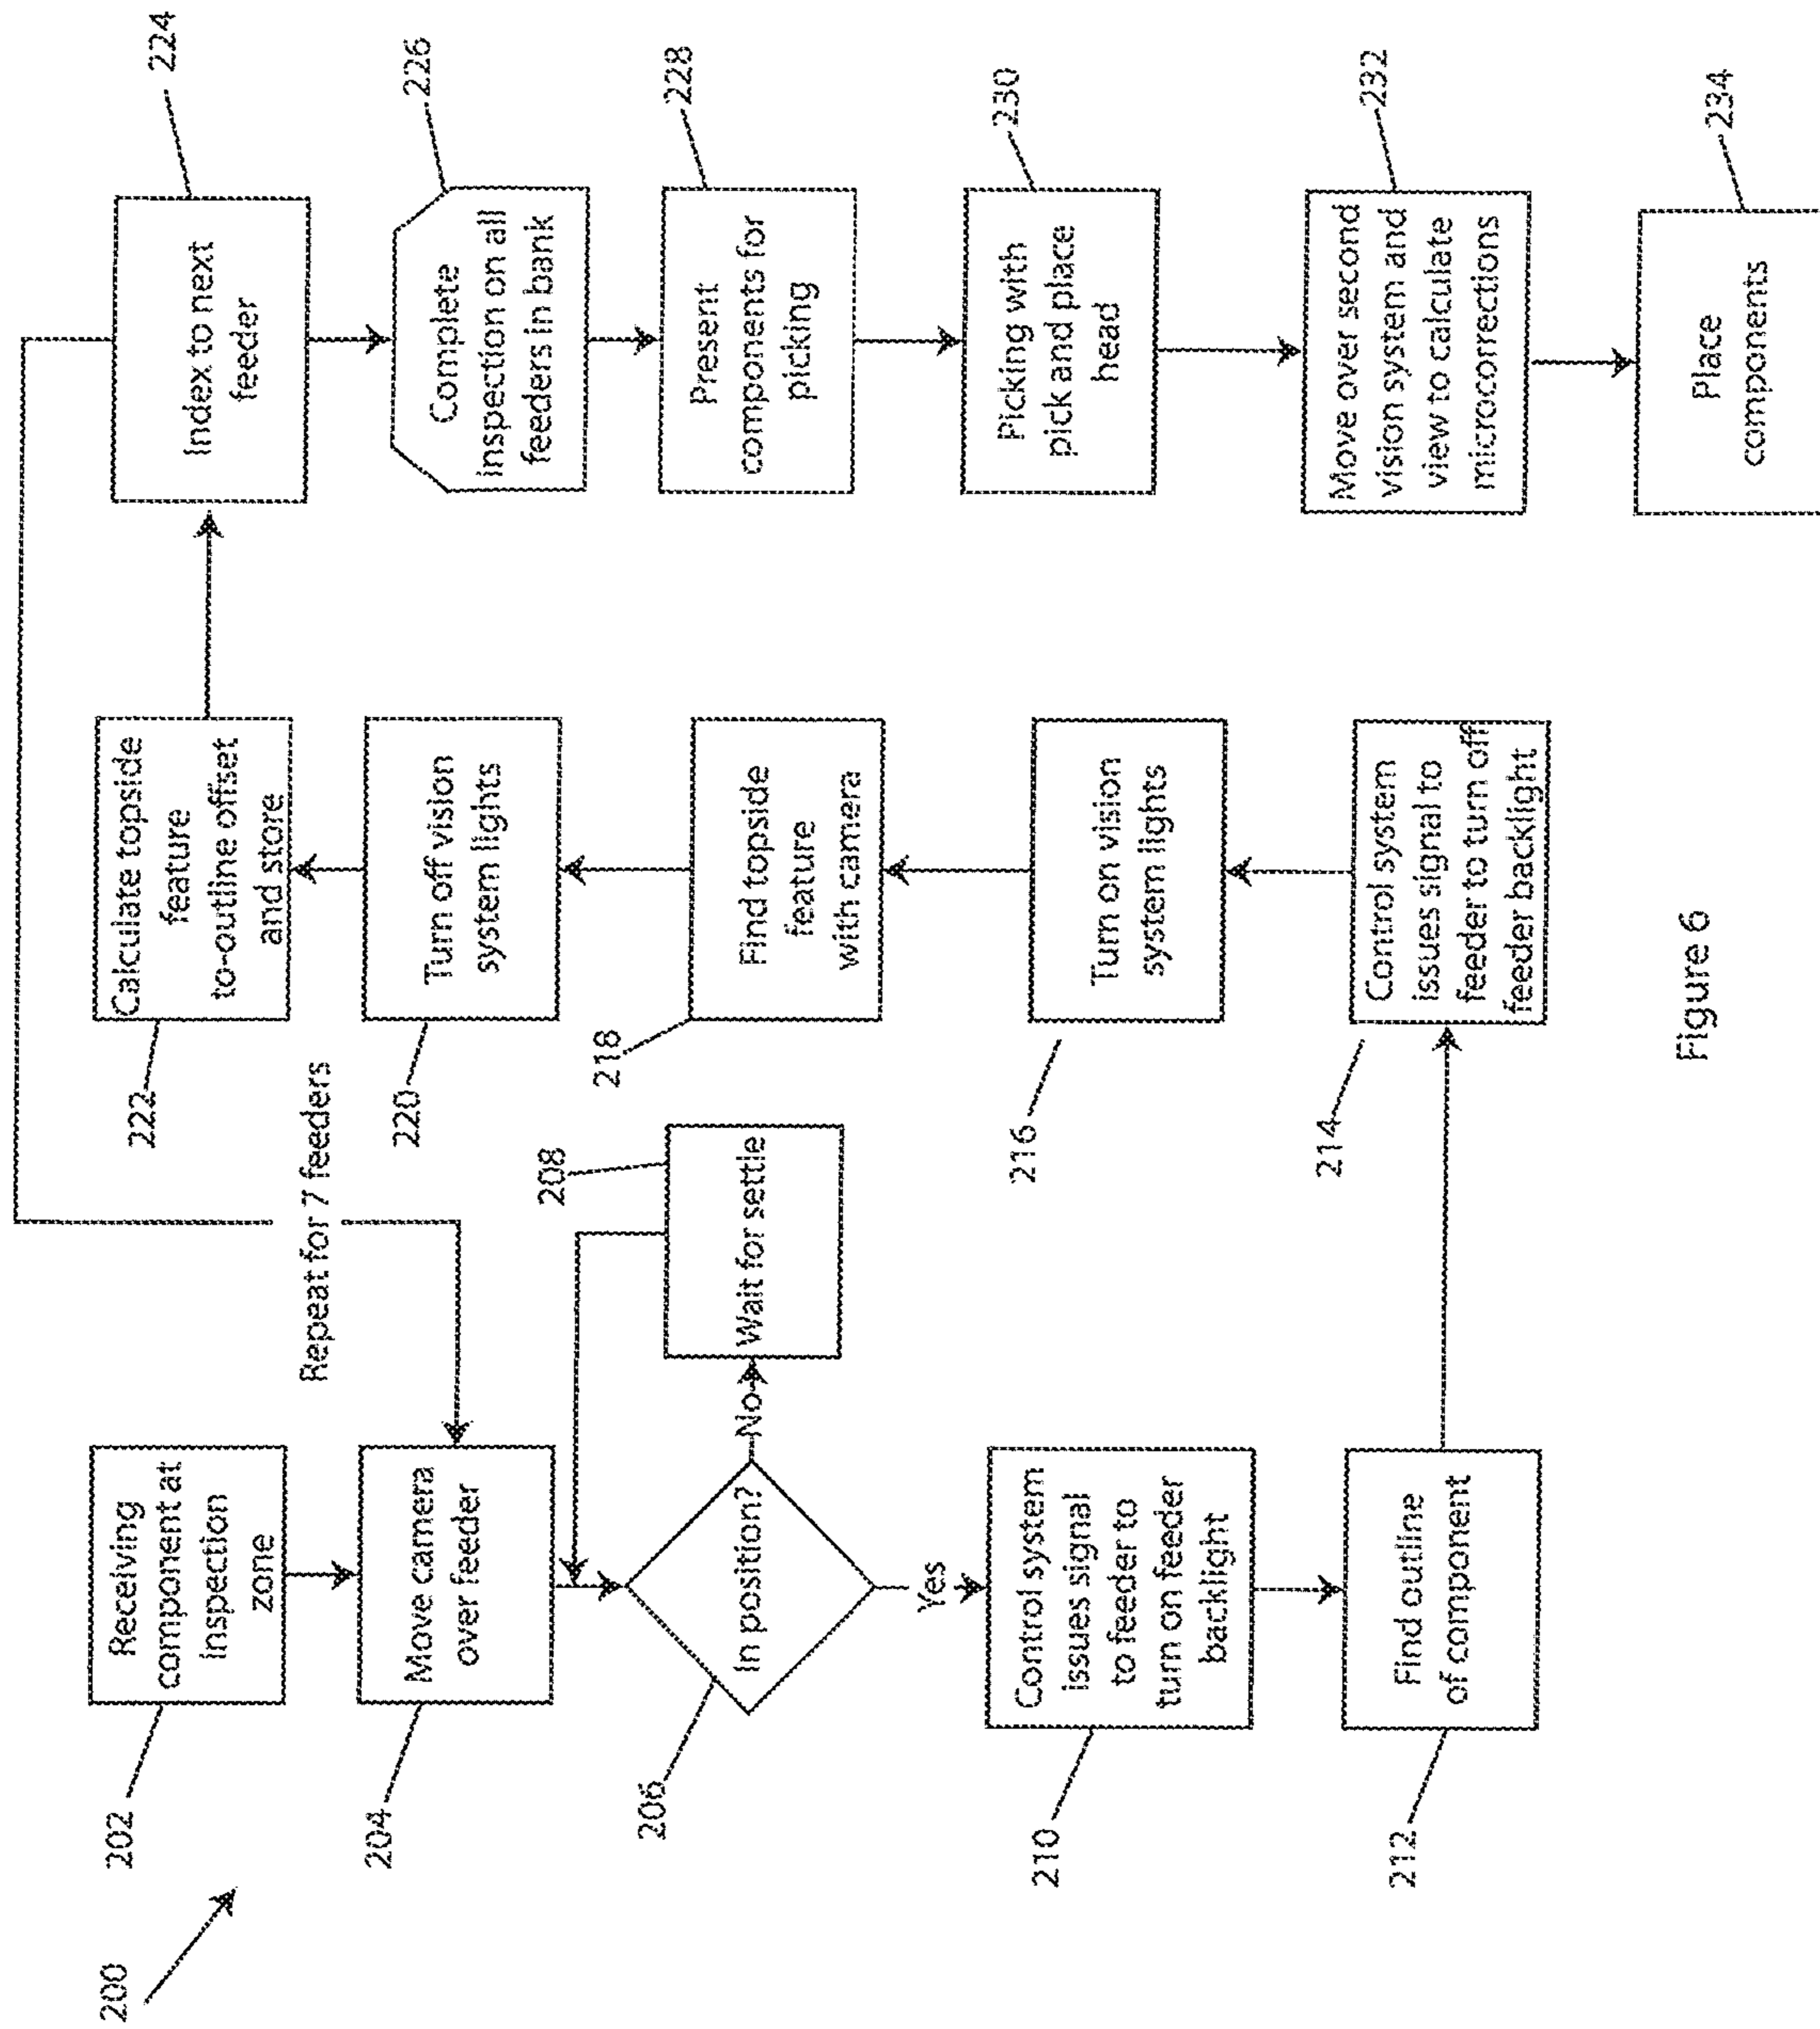 200
202
Receiving
component at
inspection
zone
204
Move camera
over feeder
Repeat for 7 feeders
206
In position?
No
208
Wait for settle
Yes
210
Control system
issues signal
to feeder to
turn on feeder
backlight
212
Find outline
of component
214
Control system
issues signal to
feeder to turn off
feeder backlight
216
Turn on vision
system lights
218
Find topside
feature
with camera
220
Turn off vision
system lights
222
Calculate topside
feature
to-outline offset
and store
224
Index to next
feeder
226
Complete
inspection on all
feeders in bank
228
Present
components for
picking
230
Picking with
pick and place
head
232
Move over second
vision system and
view to calculate
microcorrections
234
Place
components
Figure 6